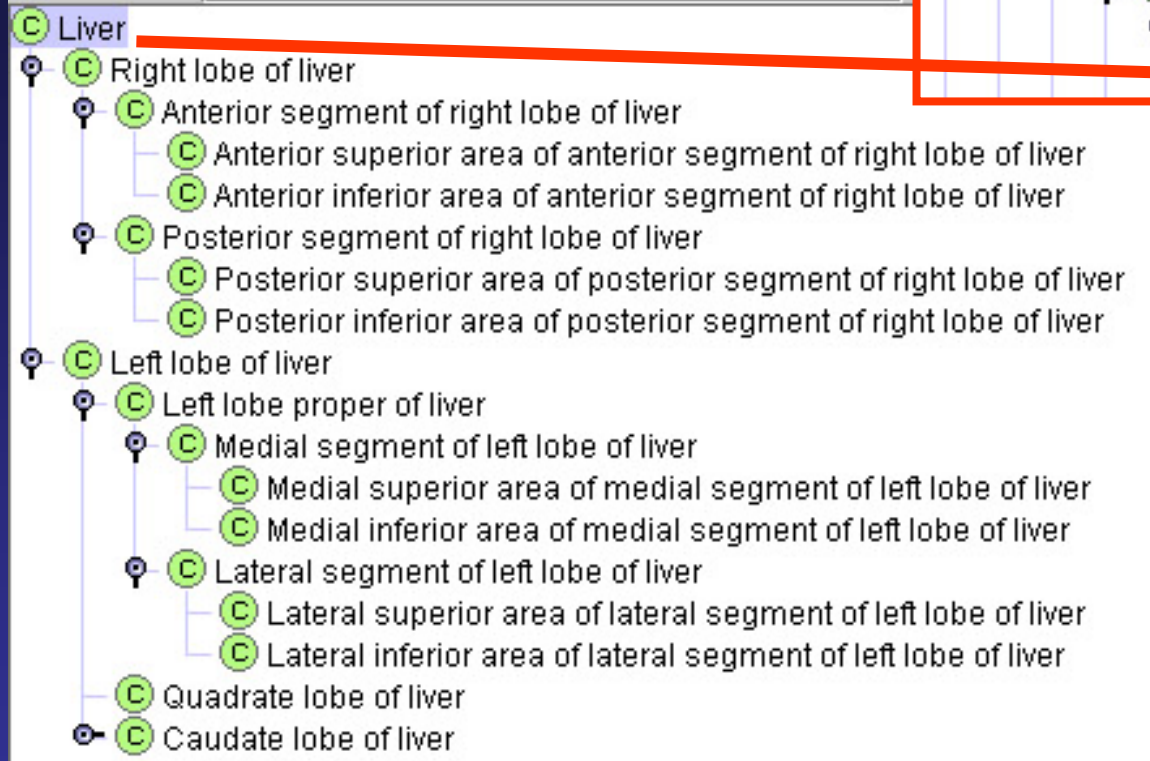 C Liver
C Right lobe of liver
C Anterior segment of right lobe of liver
C Anterior superior area of anterior segment of right lobe of liver
C Anterior inferior area of anterior segment of right lobe of liver
C Posterior segment of right lobe of liver
C Posterior superior area of posterior segment of right lobe of liver
C Posterior inferior area of posterior segment of right lobe of liver
C Left lobe of liver
C Left lobe proper of liver
C Medial segment of left lobe of liver
C Medial superior area of medial segment of left lobe of liver
C Medial inferior area of medial segment of left lobe of liver
C Lateral segment of left lobe of liver
C Lateral superior area of lateral segment of left lobe of liver
C Lateral inferior area of lateral segment of left lobe of liver
C Quadrate lobe of liver
C Caudate lobe of liver